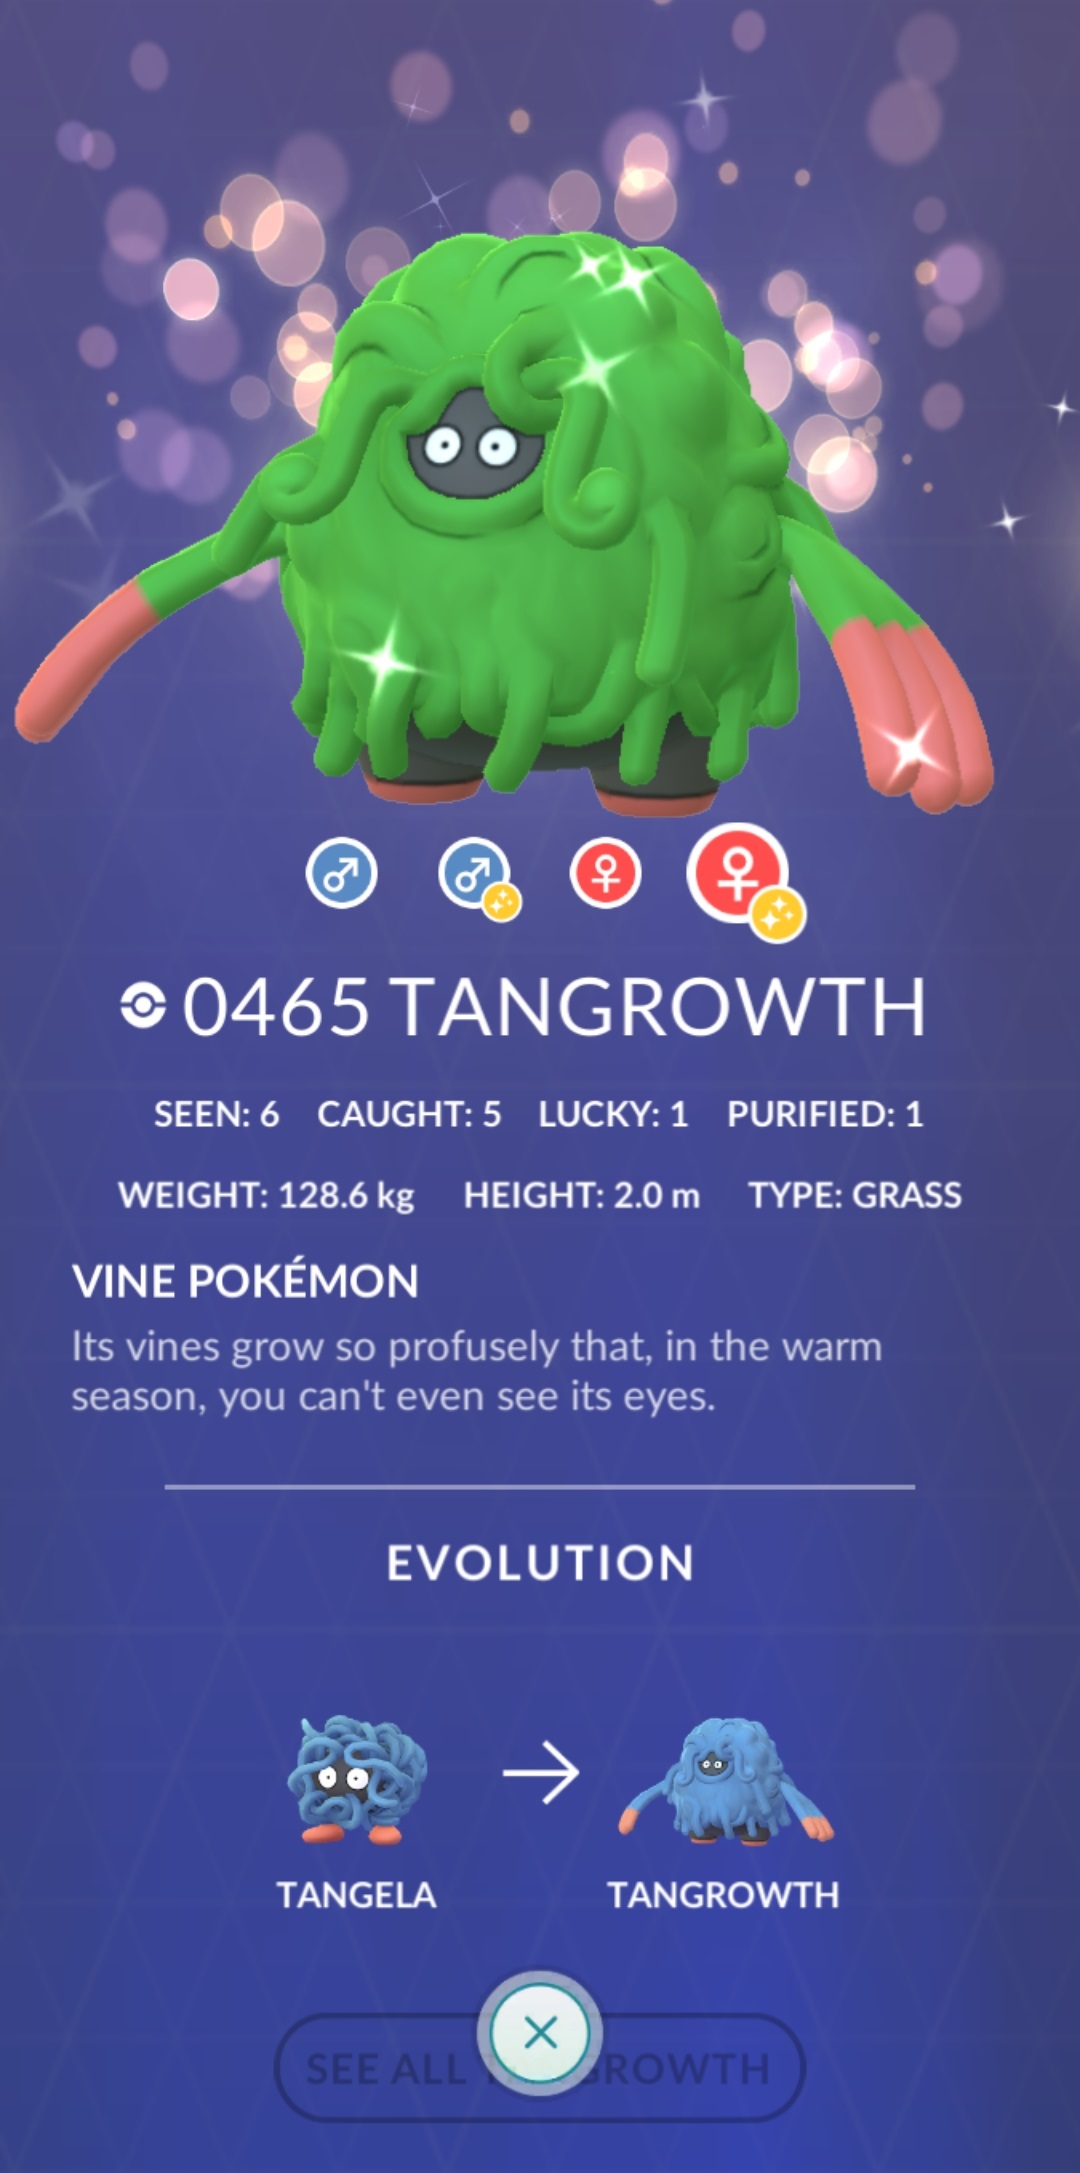 0465 TANGROWTH
SEEN: 6 CAUGHT: 5 LUCKY: 1 PURIFIED: 1
WEIGHT: 128.6 kg HEIGHT: 2.0 m TYPE: GRASS
VINE POKÉMON
Its vines grow so profusely that, in the warm
season, you can't even see its eyes.
EVOLUTION
TANGELA TANGROWTH
SEE ALL